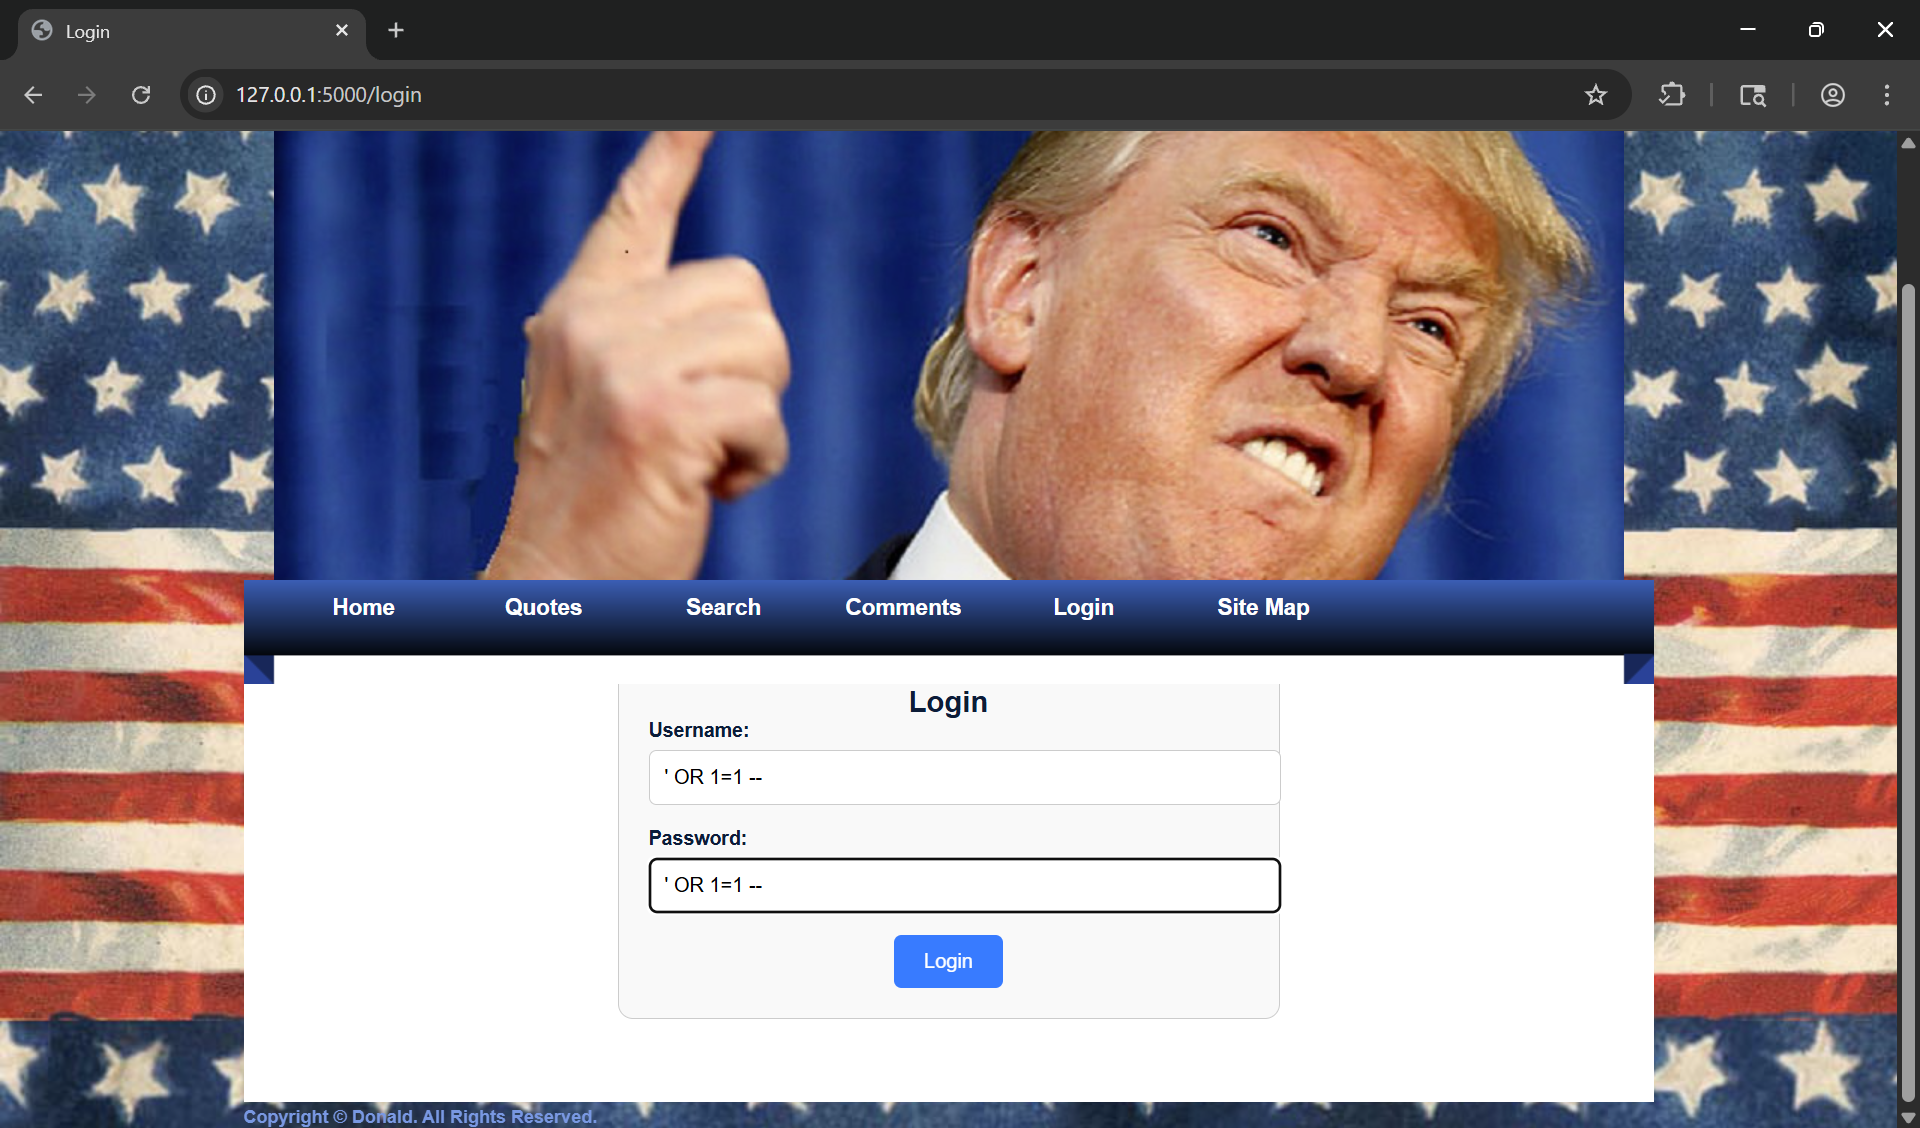 Login
127.0.0.1:5000/login
Home Quotes Search Comments Login Site Map
Login
Username:
' OR 1=1 --
Password:
' OR 1=1 --
Login
Copyright © Donald. All Rights Reserved.